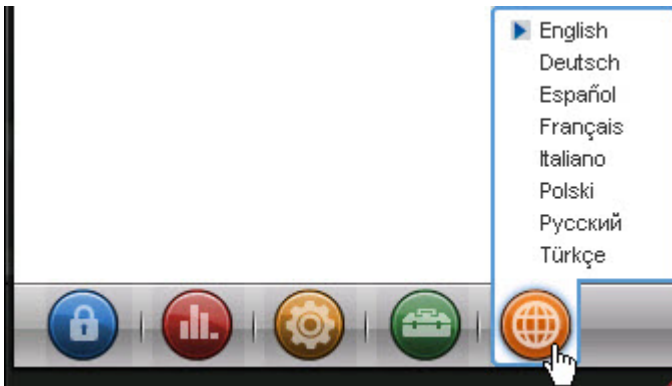 English
Deutsch
Español
Français
Italiano
Polski
Русский
Türkçe